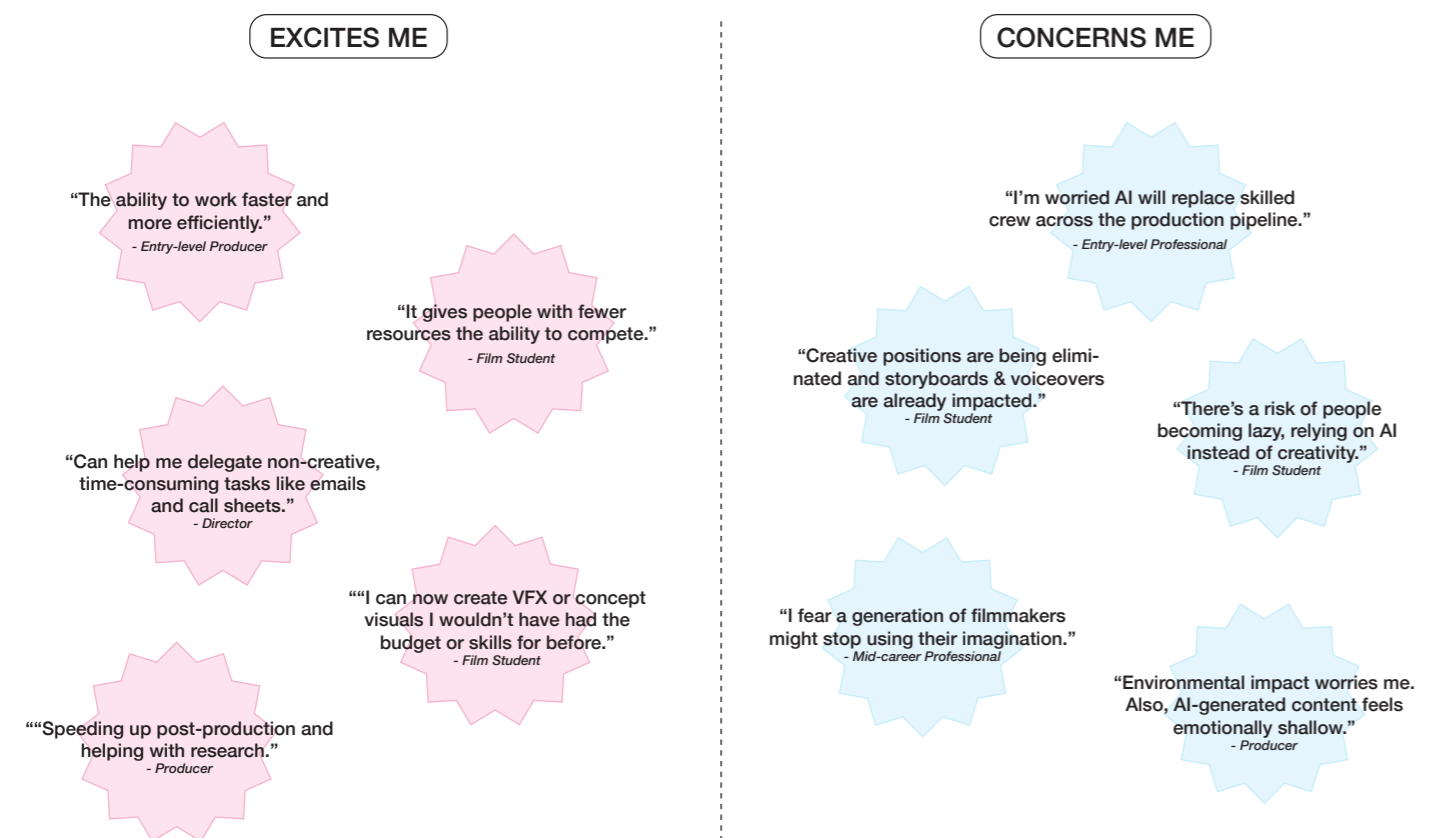 EXCITES ME
“The ability to work faster and
more efficiently.”
- Entry-level Producer
“It gives people with fewer
resources the ability to compete.”
- Film Student
“Can help me delegate non-creative,
time-consuming tasks like emails
and call sheets.”
- Director
““I can now create VFX or concept
visuals I wouldn’t have had the
budget or skills for before.”
- Film Student
““Speeding up post-production and
helping with research.”
- Producer
CONCERNS ME
“I’m worried AI will replace skilled
crew across the production pipeline.”
- Entry-level Professional
“Creative positions are being elimi-
nated and storyboards & voiceovers
are already impacted.”
- Film Student
“There’s a risk of people
becoming lazy, relying on AI
instead of creativity.”
- Film Student
“I fear a generation of filmmakers
might stop using their imagination.”
- Mid-career Professional
“Environmental impact worries me.
Also, AI-generated content feels
emotionally shallow.”
- Producer